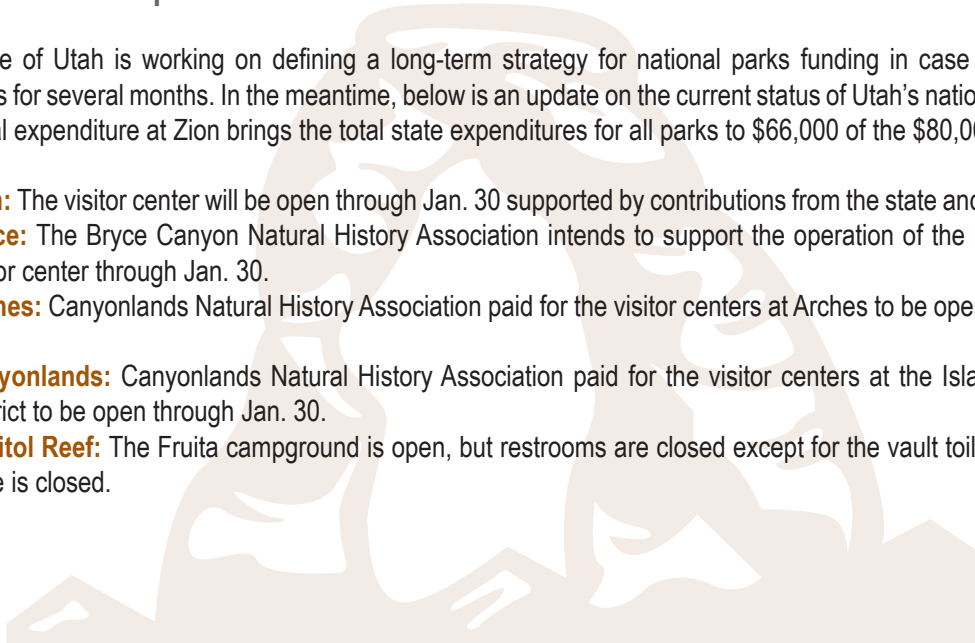 e of Utah is working on defining a long-term strategy for national parks funding in case
s for several months. In the meantime, below is an update on the current status of Utah's natio
l expenditure at Zion brings the total state expenditures for all parks to $66,000 of the $80,00
n: The visitor center will be open through Jan. 30 supported by contributions from the state and
ce: The Bryce Canyon Natural History Association intends to support the operation of the
or center through Jan. 30.
hes: Canyonlands Natural History Association paid for the visitor centers at Arches to be ope
yonlands: Canyonlands Natural History Association paid for the visitor centers at the Isla
rict to be open through Jan. 30.
itol Reef: The Fruita campground is open, but restrooms are closed except for the vault toil
e is closed.